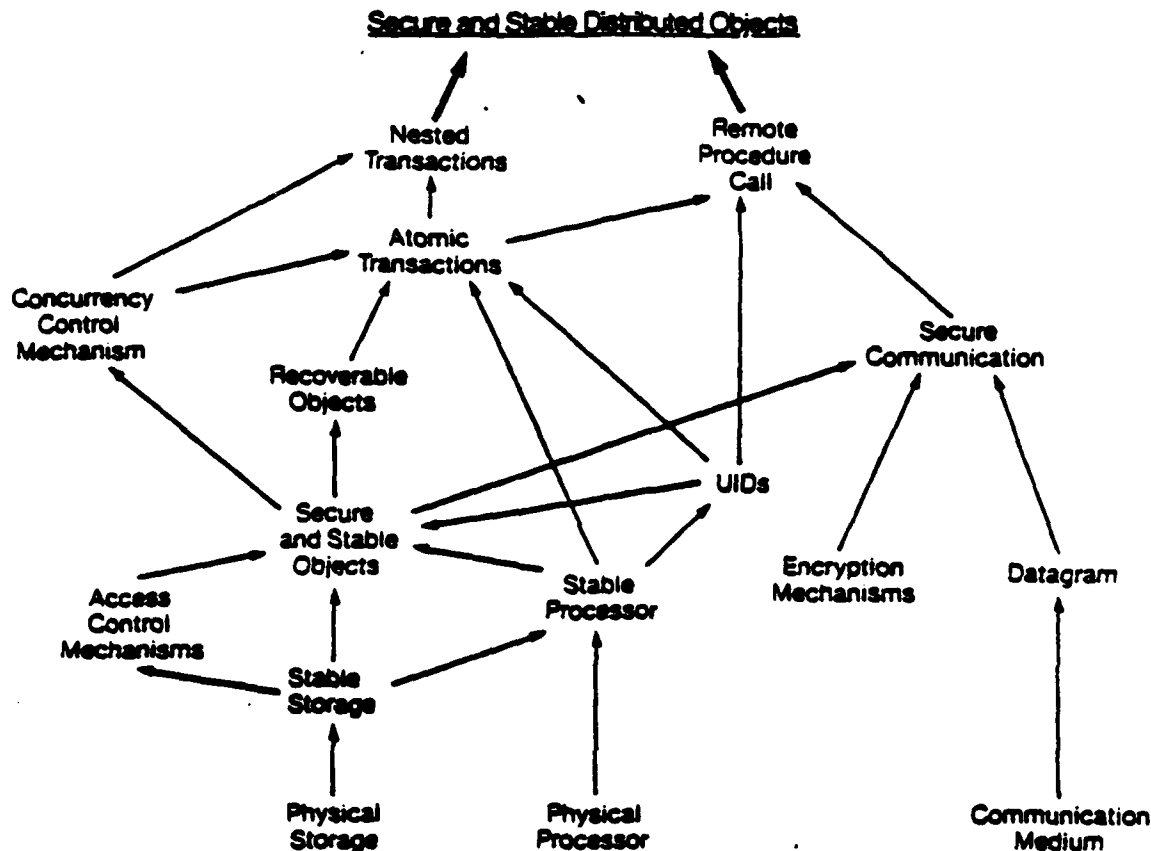 Secure and Stable Distributed Objects
Nested
Transactions
Remote
Procedure
Call
Atomic
Transactions
Concurrency
Control
Mechanism
Secure
Communication
Recoverable
Objects
UIDs
Secure
and Stable
Objects
Encryption
Mechanisms
Datagram
Stable
Processor
Access
Control
Mechanisms
Stable
Storage
Physical
Storage
Physical
Processor
Communication
Medium